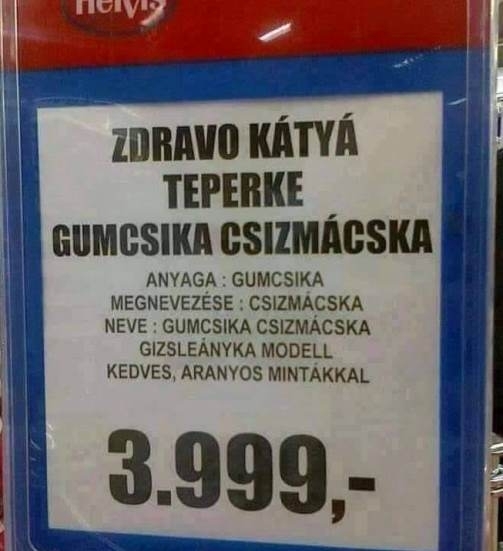 Helvis
ZDRAVO KÁTYÁ
TEPERKE
GUMCSIKA CSIZMÁCSKA
ANYAGA : GUMCSIKA
MEGNEVEZÉSE : CSIZMÁCSKA
NEVE : GUMCSIKA CSIZMÁCSKA
GIZSLEÁNYKA MODELL
KEDVES, ARANYOS MINTÁKKAL
3.999,-